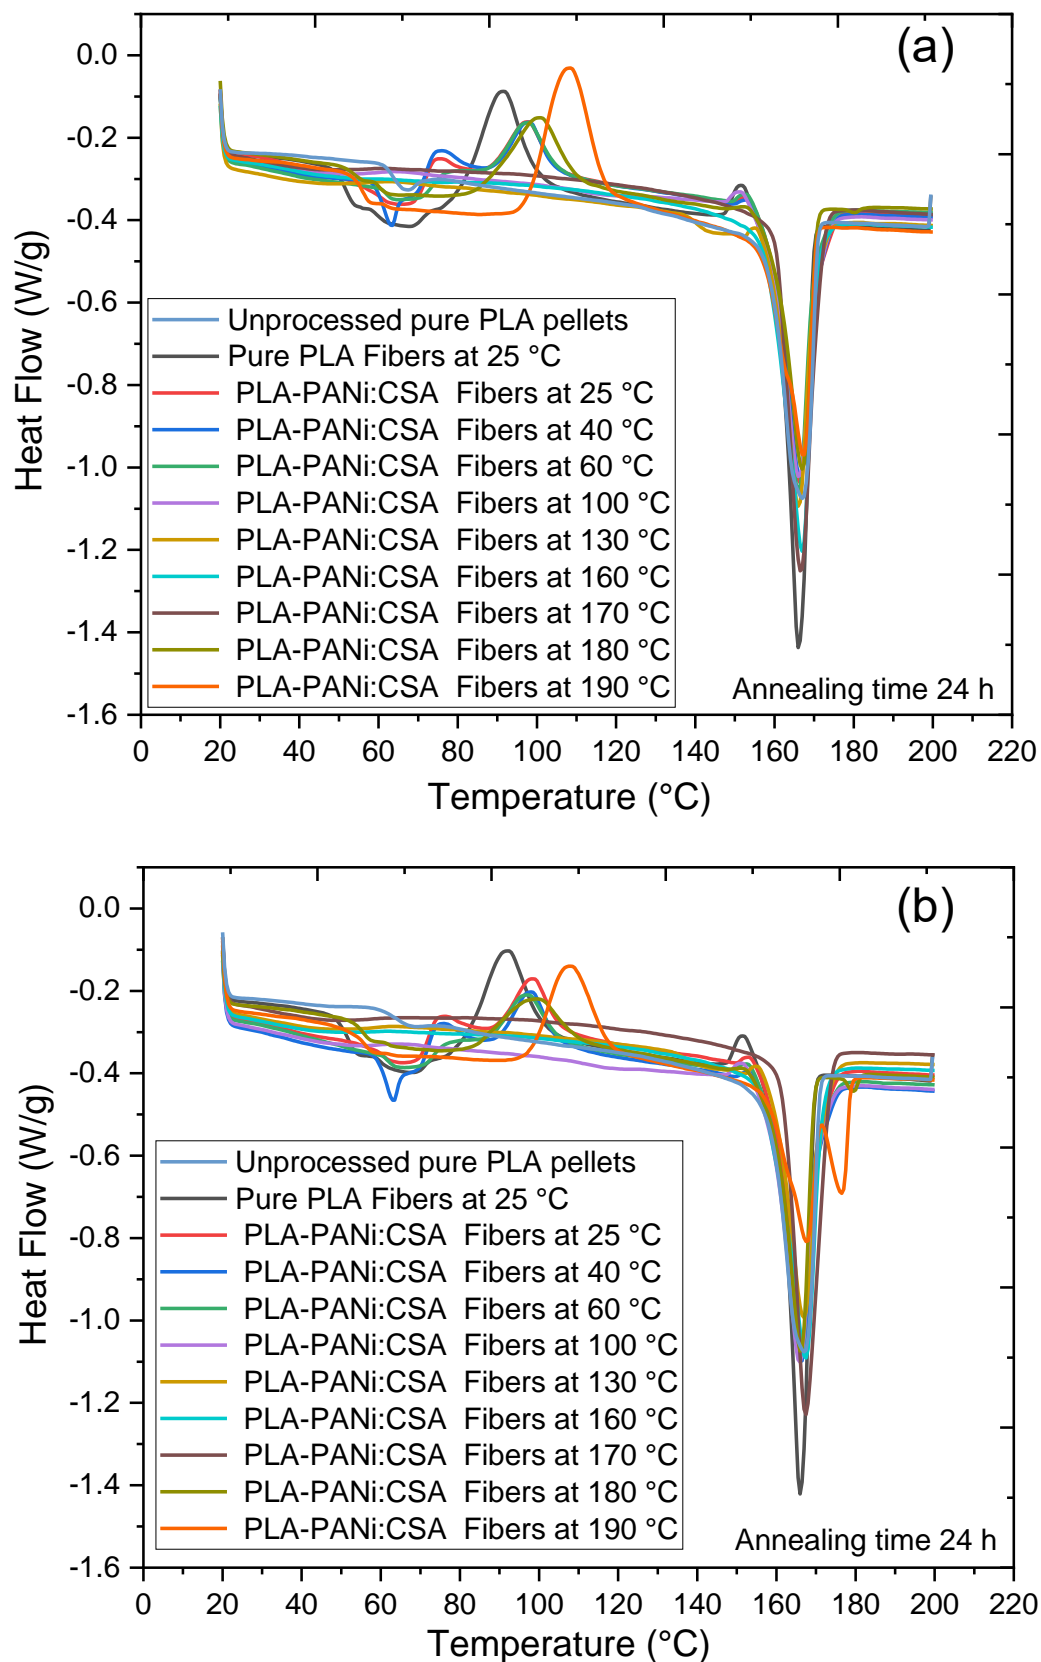 (a)
0.0
-0.2
-0.4
-0.6
-0.8
-1.0
-1.2
-1.4
-1.6
Heat Flow (W/g)
Unprocessed pure PLA pellets
Pure PLA Fibers at 25 °C
PLA-PANi:CSA Fibers at 25 °C
PLA-PANi:CSA Fibers at 40 °C
PLA-PANi:CSA Fibers at 60 °C
PLA-PANi:CSA Fibers at 100 °C
PLA-PANi:CSA Fibers at 130 °C
PLA-PANi:CSA Fibers at 160 °C
PLA-PANi:CSA Fibers at 170 °C
PLA-PANi:CSA Fibers at 180 °C
PLA-PANi:CSA Fibers at 190 °C
Annealing time 24 h
0 20 40 60 80 100 120 140 160 180 200 220
Temperature (°C)
(b)
0.0
-0.2
-0.4
-0.6
-0.8
-1.0
-1.2
-1.4
-1.6
Heat Flow (W/g)
Unprocessed pure PLA pellets
Pure PLA Fibers at 25 °C
PLA-PANi:CSA Fibers at 25 °C
PLA-PANi:CSA Fibers at 40 °C
PLA-PANi:CSA Fibers at 60 °C
PLA-PANi:CSA Fibers at 100 °C
PLA-PANi:CSA Fibers at 130 °C
PLA-PANi:CSA Fibers at 160 °C
PLA-PANi:CSA Fibers at 170 °C
PLA-PANi:CSA Fibers at 180 °C
PLA-PANi:CSA Fibers at 190 °C
Annealing time 24 h
0 20 40 60 80 100 120 140 160 180 200 220
Temperature (°C)